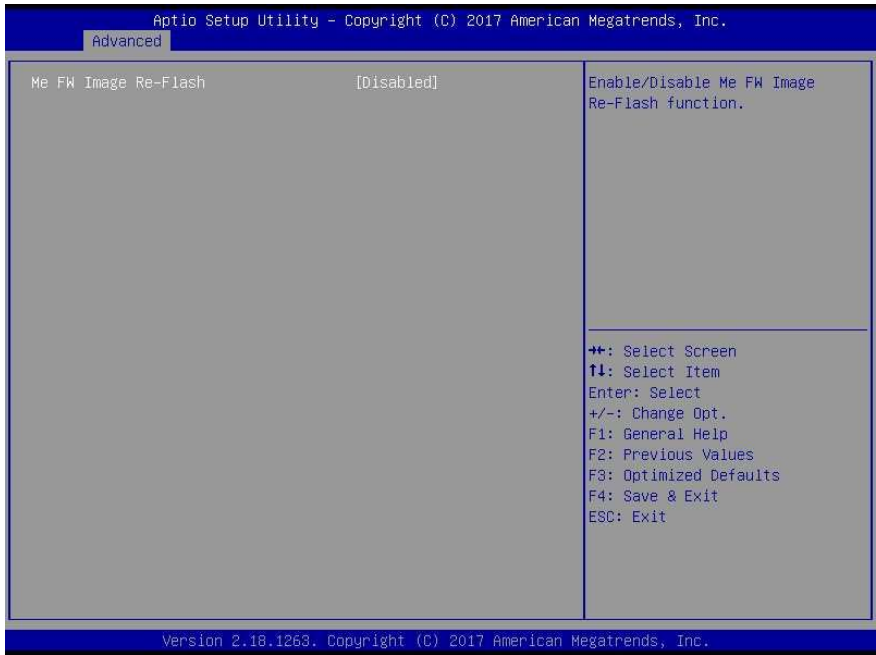 Aptio Setup Utility – Copyright (C) 2017 American Megatrends, Inc.
Advanced
Me FW Image Re-Flash [Disabled]
Enable/Disable Me FW Image
Re-Flash function.
→←: Select Screen
↑↓: Select Item
Enter: Select
+/-: Change Opt.
F1: General Help
F2: Previous Values
F3: Optimized Defaults
F4: Save & Exit
ESC: Exit
Version 2.18.1263. Copyright (C) 2017 American Megatrends, Inc.